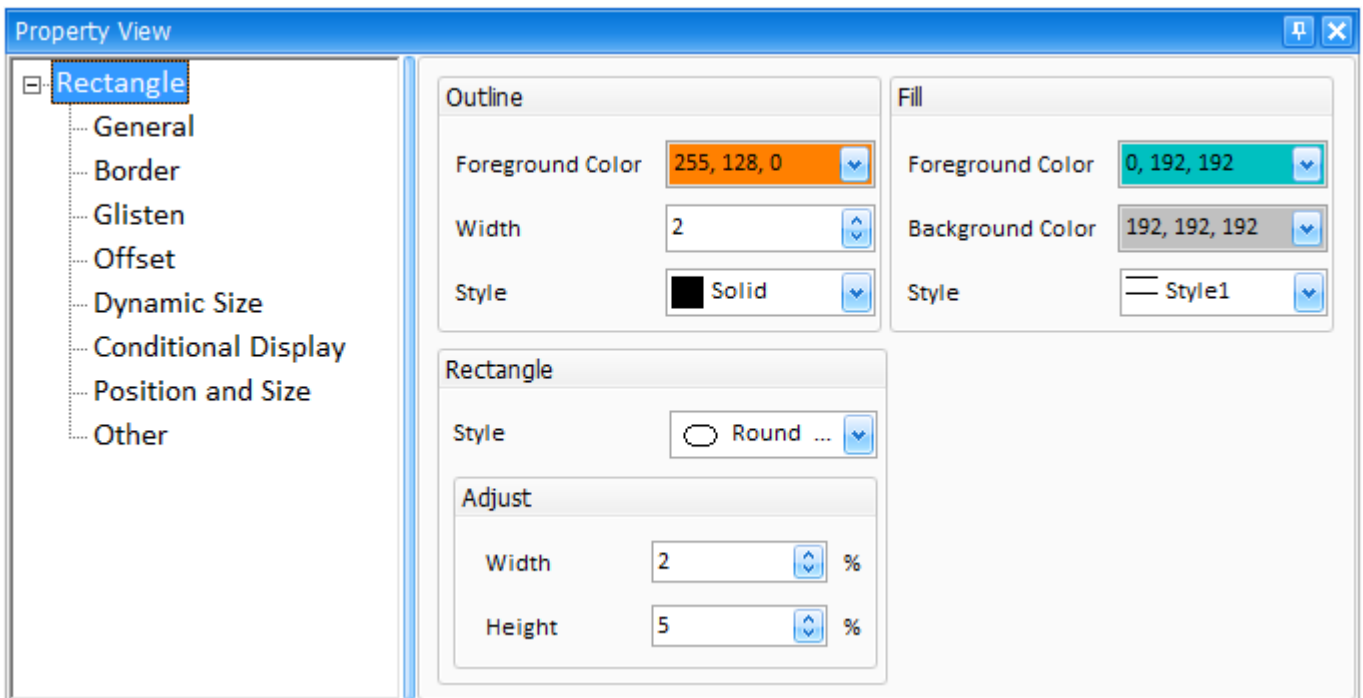 Property View
Rectangle
General
Border
Glisten
Offset
Dynamic Size
Conditional Display
Position and Size
Other
Outline
Foreground Color 255, 128, 0
Width 2
Style Solid
Fill
Foreground Color 0, 192, 192
Background Color 192, 192, 192
Style Style1
Rectangle
Style Round ...
Adjust
Width 2 %
Height 5 %